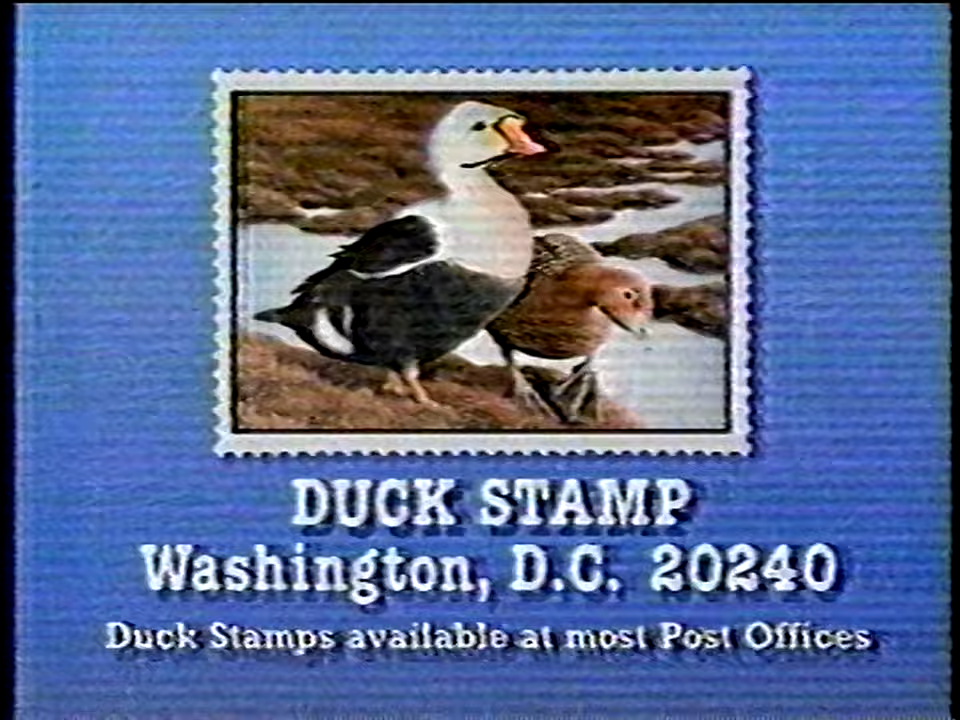 DUCK STAMP
Washington, D.C. 20240
Duck Stamps available at most Post Offices